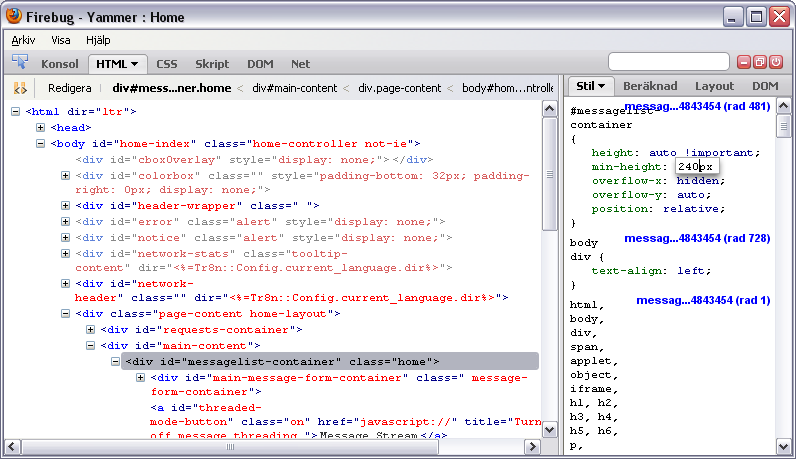 Firebug - Yammer : Home
Arkiv Visa Hjälp
Konsol HTML CSS Skript DOM Net
Redigera div#mess...ner.home < div#main-content < div.page-content < body#hom...ontrolle
<html dir="ltr">
<head>
<body id="home-index" class="home-controller not-ie">
<div id="cboxOverlay" style="display: none;"></div>
<div id="colorbox" class="" style="padding-bottom: 32px; padding-
right: 0px; display: none;">
<div id="header-wrapper" class=" ">
<div id="error" class="alert" style="display: none;">
<div id="notice" class="alert" style="display: none;">
<div id="network-stats" class="tooltip-
content" dir="<%=Tr8n::Config.current_language.dir%>">
<div id="network-
header" class="" dir="<%=Tr8n::Config.current_language.dir%>">
<div class="page-content home-layout">
<div id="requests-container">
<div id="main-content">
<div id="messagelist-container" class="home">
<div id="main-message-form-container" class=" message-
form-container">
<a id="threaded-
mode-button" class="on" href="javascript://" title="Turn
off message threading.">Message Stream</a>
Stil Beräknad Layout DOM
#messagelist- messag...4843454 (rad 481)
container
{
height: auto !important;
min-height: 240px
overflow-x: hidden;
overflow-y: auto;
position: relative;
}
messag...4843454 (rad 728)
body
div {
text-align: left;
}
messag...4843454 (rad 1)
html,
body,
div,
span,
applet,
object,
iframe,
h1, h2,
h3, h4,
h5, h6,
p,